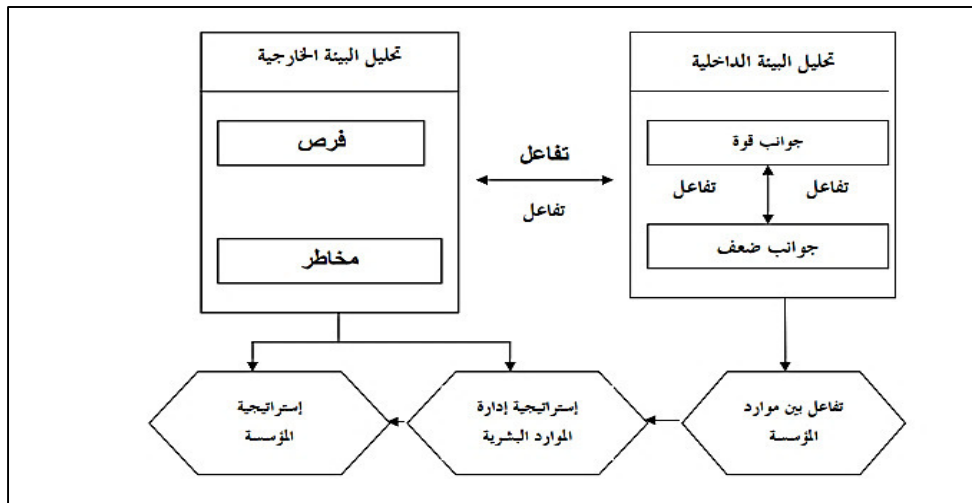 تحليل البيئة الداخلية
جوانب قوة
تفاعل
تفاعل
جوانب ضعف
تفاعل
تفاعل
تحليل البيئة الخارجية
فرص
مخاطر
تفاعل بين موارد
المؤسسة
إستراتيجية إدارة
الموارد البشرية
إستراتيجية
المؤسسة